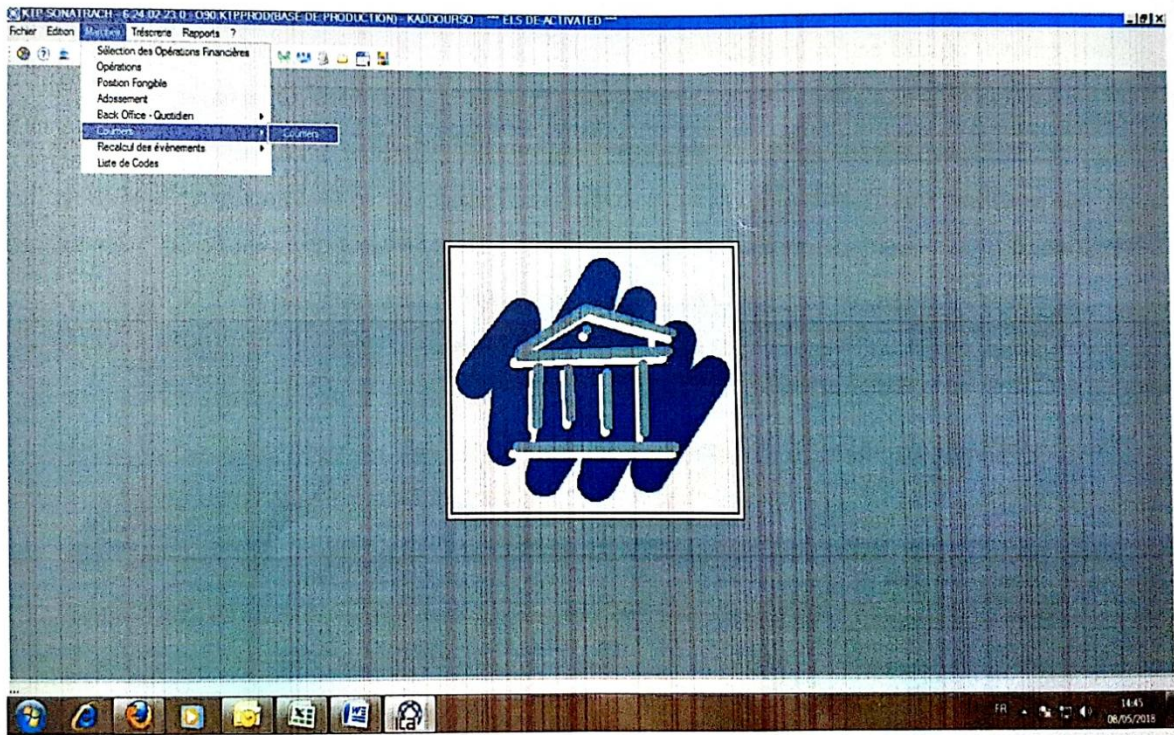 KTP SONATRACH - 6.24.02.23.0 - O90.KTPPROD(BASE DE PRODUCTION) - KADDOURSO - *** ELS DE-ACTIVATED ***
Fichier Edition Marchés Trésorerie Rapports ?
Sélection des Opérations Financières
Opérations
Position Fongible
Adossement
Back Office - Quotidien
Courriers Courriers
Recalcul des événements
Liste de Codes
...
FR 14:45
08/05/2018